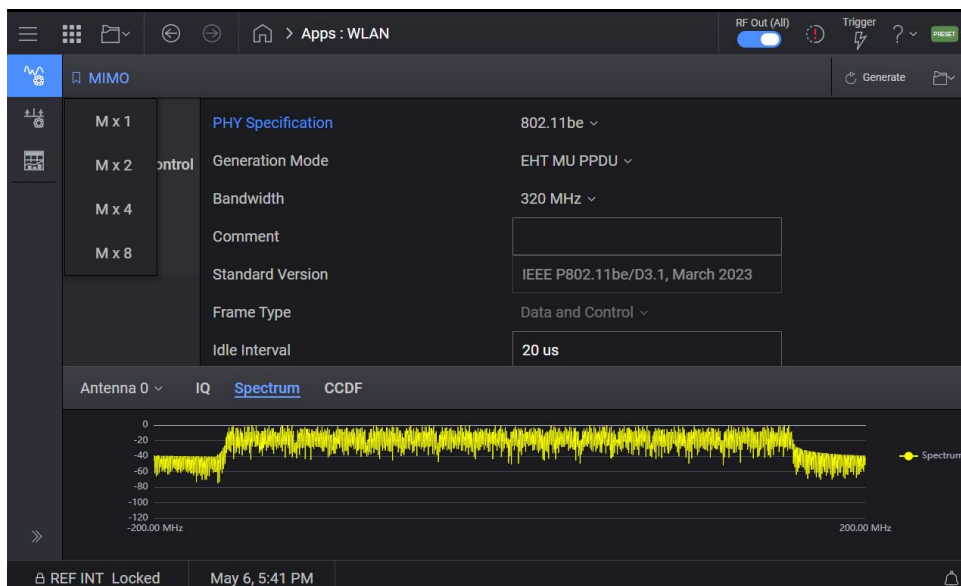 Apps : WLAN
RF Out (All)
Trigger
?
PRESET
MIMO
Generate
M x 1
M x 2
M x 4
M x 8
ontrol
PHY Specification
802.11be
Generation Mode
EHT MU PPDU
Bandwidth
320 MHz
Comment
Standard Version
IEEE P802.11be/D3.1, March 2023
Frame Type
Data and Control
Idle Interval
20 us
Antenna 0
IQ
Spectrum
CCDF
0
-20
-40
-60
-80
-100
-120
-200.00 MHz
200.00 MHz
Spectrum
REF INT Locked
May 6, 5:41 PM